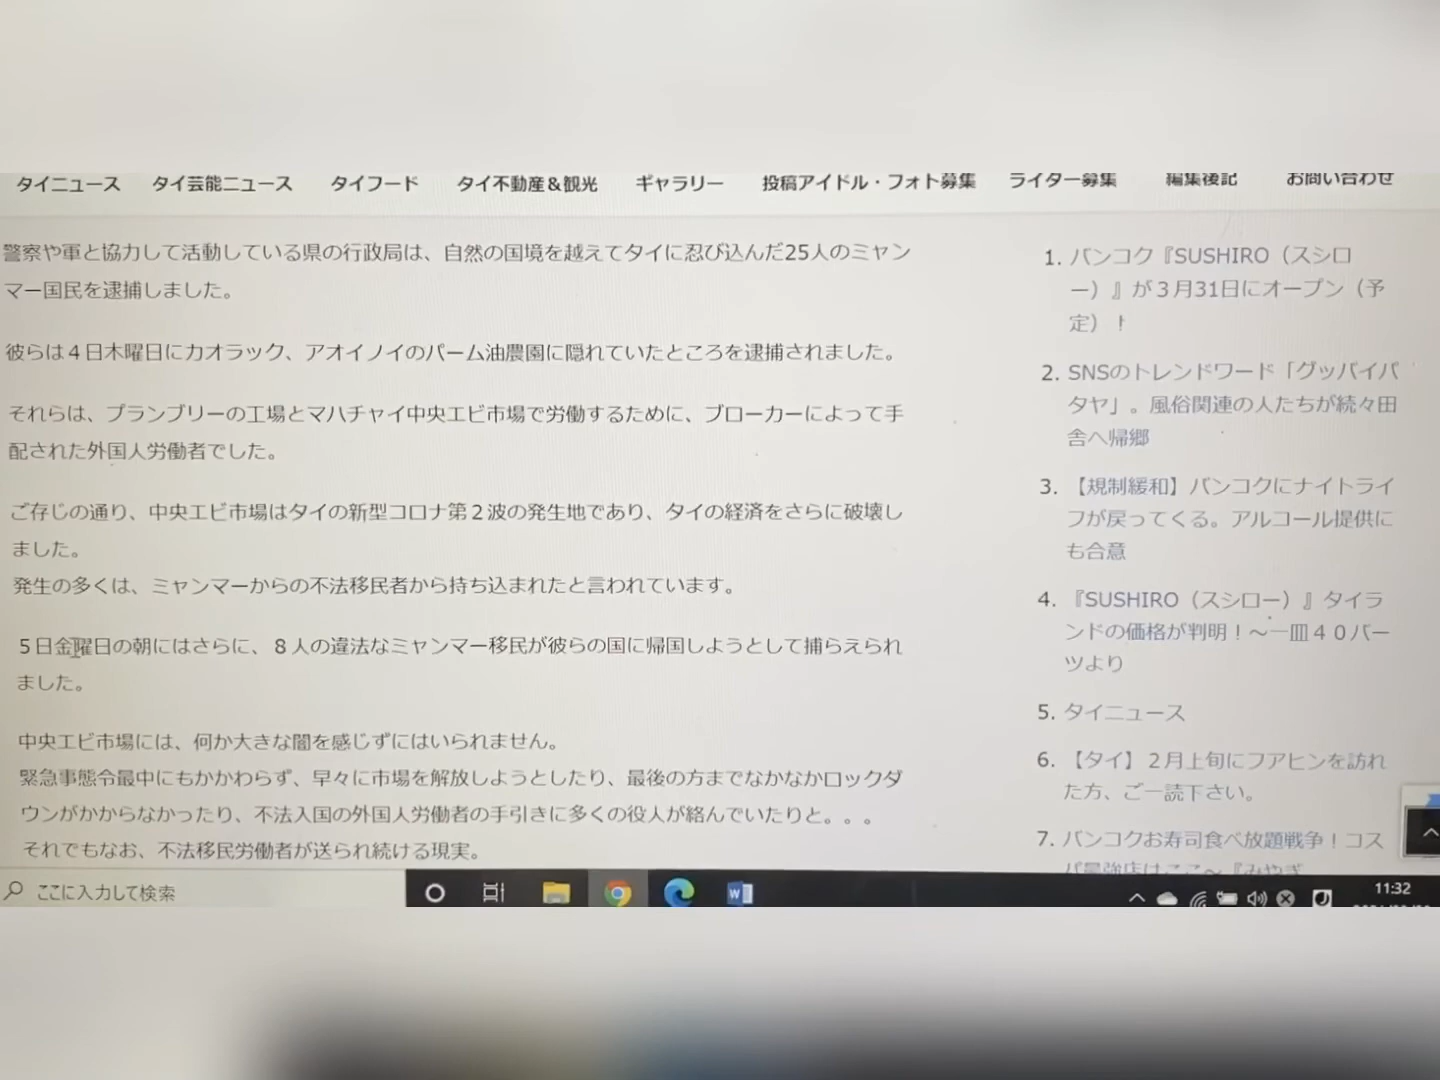 タイニュース
タイ芸能ニュース
タイフード
タイ不動産＆観光
ギャラリー
投稿アイドル・フォト募集
ライター募集
編集後記
お問い合わせ
警察や軍と協力して活動している県の行政局は、自然の国境を越えてタイに忍び込んだ25人のミャン
マー国民を逮捕しました。
彼らは４日木曜日にカオラック、アオイノイのパーム油農園に隠れていたところを逮捕されました。
それらは、プランブリーの工場とマハチャイ中央エビ市場で労働するために、ブローカーによって手
配された外国人労働者でした。
ご存じの通り、中央エビ市場はタイの新型コロナ第２波の発生地であり、タイの経済をさらに破壊し
ました。
発生の多くは、ミャンマーからの不法移民者から持ち込まれたと言われています。
５日金曜日の朝にはさらに、８人の違法なミャンマー移民が彼らの国に帰国しようとして捕らえられ
ました。
中央エビ市場には、何か大きな闇を感じずにはいられません。
緊急事態令最中にもかかわらず、早々に市場を解放しようとしたり、最後の方までなかなかロックダ
ウンがかからなかったり、不法入国の外国人労働者の手引きに多くの役人が絡んでいたりと。。。
それでもなお、不法移民労働者が送られ続ける現実。
1. バンコク『SUSHIRO（スシロ
ー）』が３月31日にオープン（予
定）！
2. SNSのトレンドワード「グッバイパ
タヤ」。風俗関連の人たちが続々田
舎へ帰郷
3. 【規制緩和】バンコクにナイトライ
フが戻ってくる。アルコール提供に
も合意
4. 『SUSHIRO（スシロー）』タイラ
ンドの価格が判明！～一皿４０バー
ツより
5. タイニュース
6. 【タイ】２月上旬にフアヒンを訪れ
た方、ご一読下さい。
7. バンコクお寿司食べ放題戦争！コス
パ最強店はここ～『みやぎ
ここに入力して検索
11:32